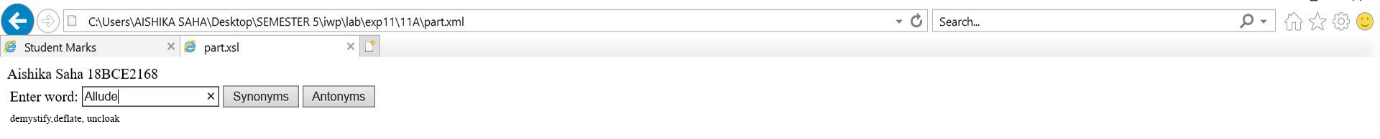 C:\Users\AISHIKA SAHA\Desktop\SEMESTER 5\iwp\lab\exp11\11A\part.xml Search...
Student Marks part.xsl
Aishika Saha 18BCE2168
Enter word: Allude Synonyms Antonyms
demystify,deflate, uncloak